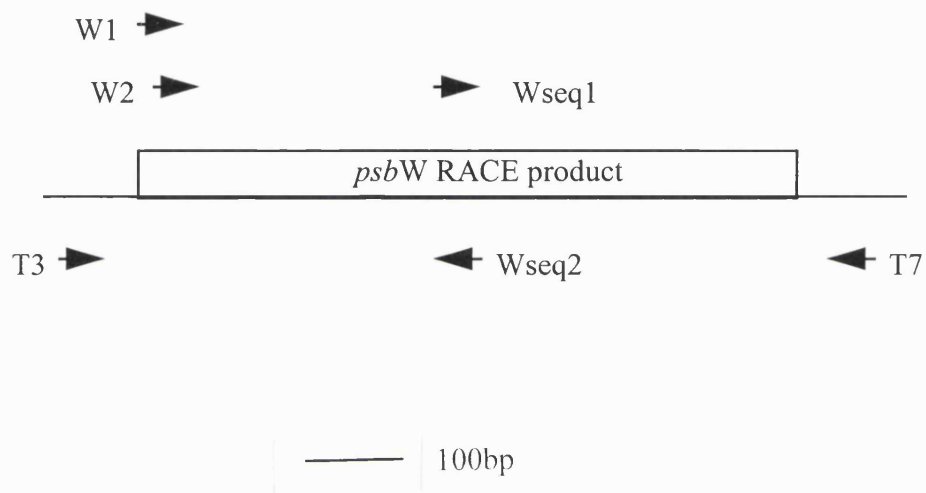 W1
W2 Wseq1
psbW RACE product
T3 Wseq2 T7
100bp